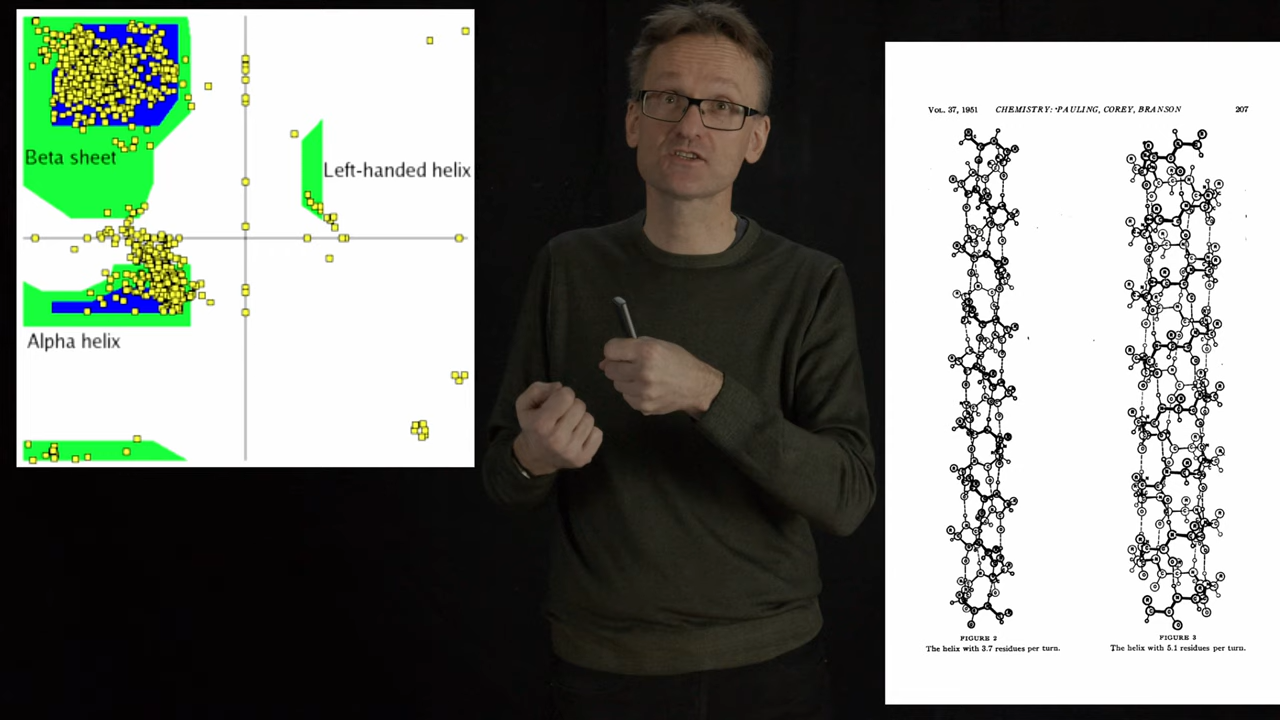 Beta sheet
Left-handed helix
Alpha helix
VOL. 37, 1951 CHEMISTRY: PAULING, COREY, BRANSON 207
FIGURE 2
The helix with 3.7 residues per turn.
FIGURE 3
The helix with 5.1 residues per turn.